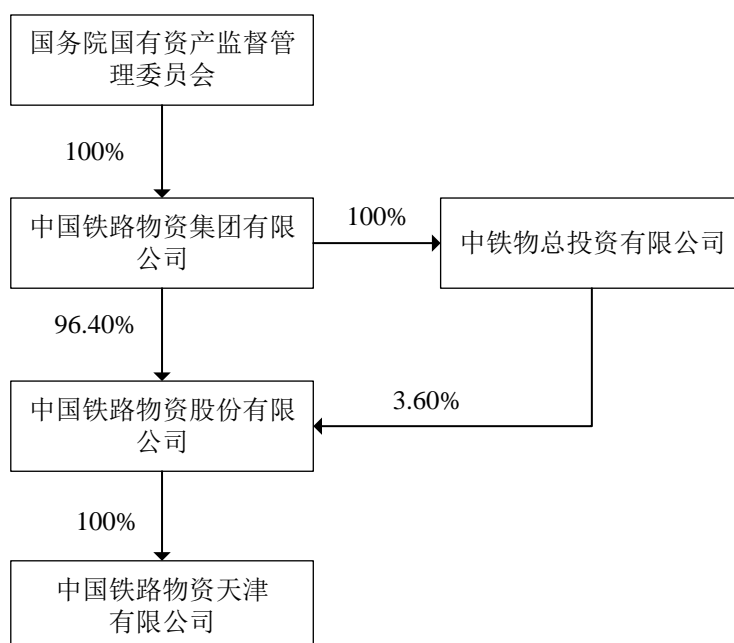 国务院国有资产监督管
理委员会
100%
中国铁路物资集团有限
公司
100%
中铁物总投资有限公司
96.40%
3.60%
中国铁路物资股份有限
公司
100%
中国铁路物资天津
有限公司